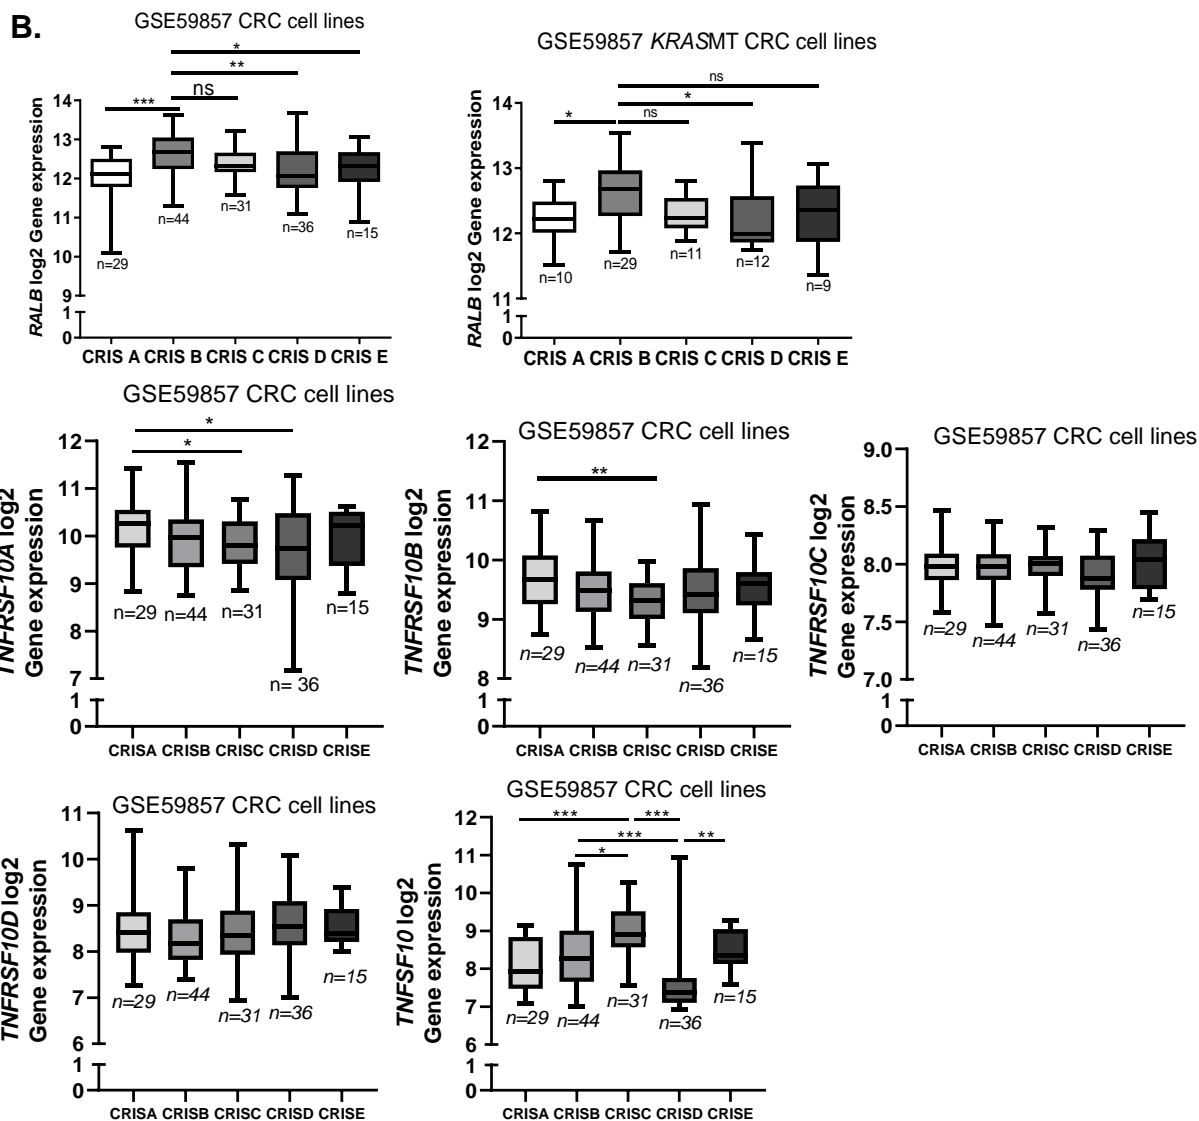 B.
GSE59857 CRC cell lines
*
**
ns
***
RALB log2 Gene expression
14
13
12
11
10
9
1
0
n=29
n=44
n=31
n=36
n=15
CRIS A CRIS B CRIS C CRIS D CRIS E
GSE59857 KRASMT CRC cell lines
ns
*
* ns
RALB log2 Gene expression
14
13
12
11
1
0
n=10
n=29
n=11
n=12
n=9
CRIS A CRIS B CRIS C CRIS D CRIS E
GSE59857 CRC cell lines
*
*
TNFRSF10A log2
Gene expression
12
11
10
9
8
7
1
0
n=29
n=44
n=31
n= 36
n=15
CRISA CRISB CRISC CRISD CRISE
GSE59857 CRC cell lines
**
TNFRSF10B log2
Gene expression
12
11
10
9
8
1
0
n=29
n=44
n=31
n=36
n=15
CRISA CRISB CRISC CRISD CRISE
GSE59857 CRC cell lines
TNFRSF10C log2
Gene expression
9.0
8.5
8.0
7.5
7.0
1
0
n=29
n=44
n=31
n=36
n=15
CRISA CRISB CRISC CRISD CRISE
GSE59857 CRC cell lines
TNFRSF10D log2
Gene expression
11
10
9
8
7
6
1
0
n=29
n=44
n=31
n=36
n=15
CRISA CRISB CRISC CRISD CRISE
GSE59857 CRC cell lines
*** ***
*** **
*
TNFSF10 log2
Gene expression
12
11
10
9
8
7
6
1
0
n=29
n=44
n=31
n=36
n=15
CRISA CRISB CRISC CRISD CRISE